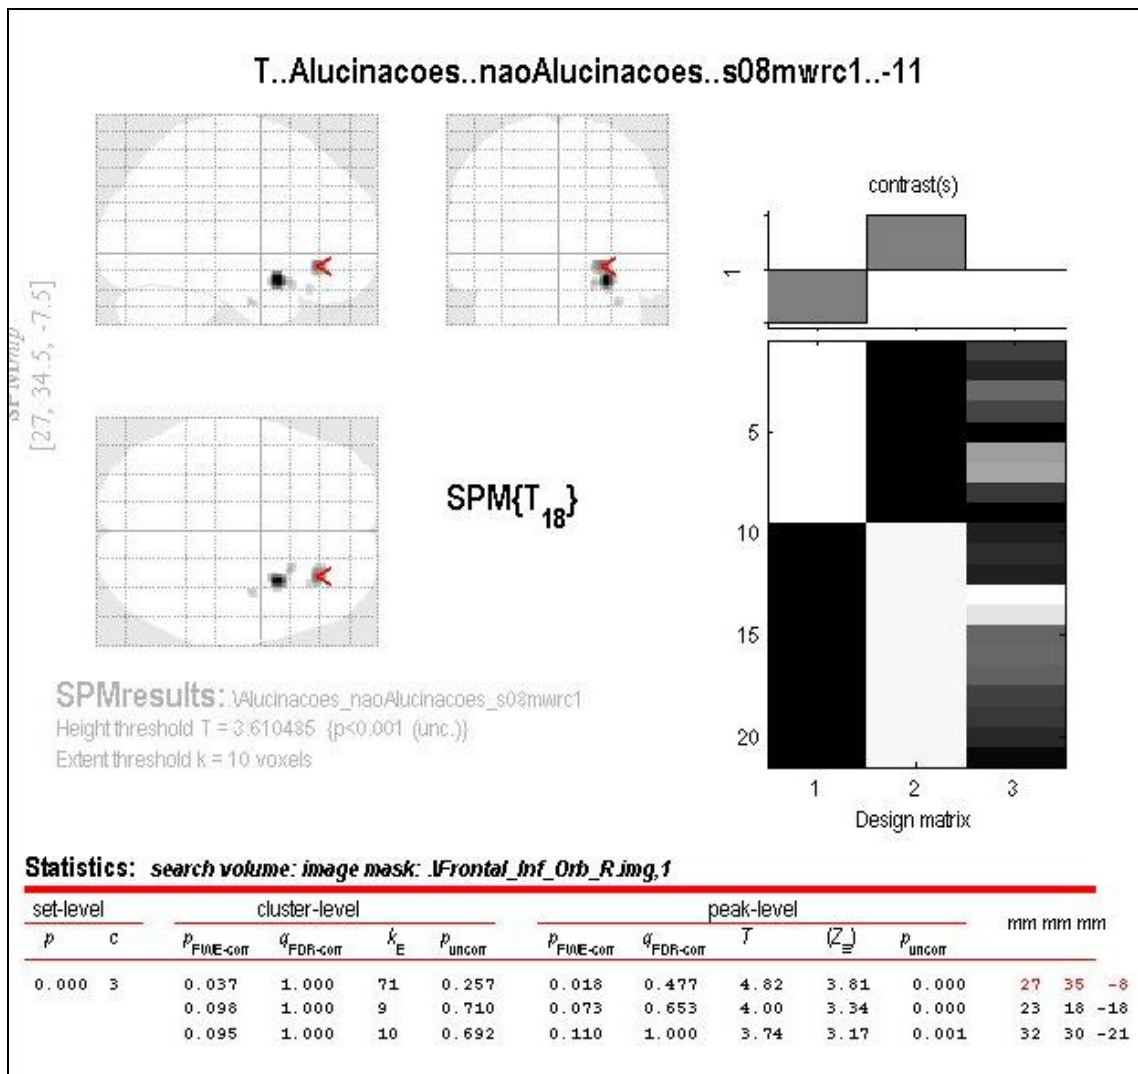 T..Alucinacoes..naoAlucinacoes..s08mwrc1..-11
[27, 34.5, -7.5]
contrast(s)
1
SPM{T18}
5
10
15
20
1 2 3
Design matrix
SPMresults: .\Alucinacoes_naoAlucinacoes_s08mwrc1
Height threshold T = 3.610485 {p<0.001 (unc.)}
Extent threshold k = 10 voxels
Statistics: search volume: image mask: .\Frontal_Inf_Orb_R.img,1
set-level cluster-level peak-level mm mm mm
p c pFWE-corr qFDR-corr kE puncorr pFWE-corr qFDR-corr T (Z≡) puncorr
0.000 3 0.037 1.000 71 0.257 0.018 0.477 4.82 3.81 0.000 27 35 -8
0.098 1.000 9 0.710 0.073 0.653 4.00 3.34 0.000 23 18 -18
0.095 1.000 10 0.692 0.110 1.000 3.74 3.17 0.001 32 30 -21